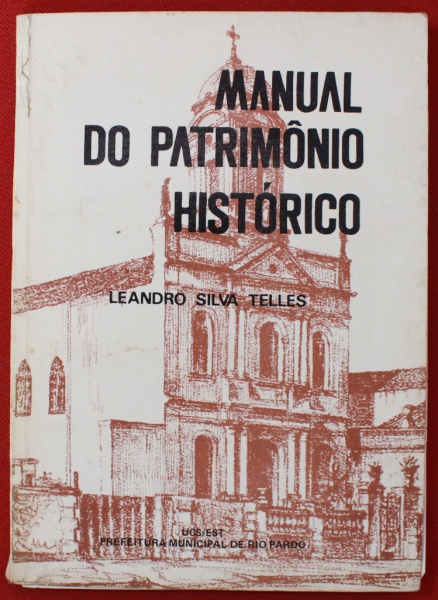 MANUAL
DO PATRIMÔNIO
HISTÓRICO
LEANDRO SILVA TELLES
UCS/EST
PREFEITURA MUNICIPAL DE RIO PARDO